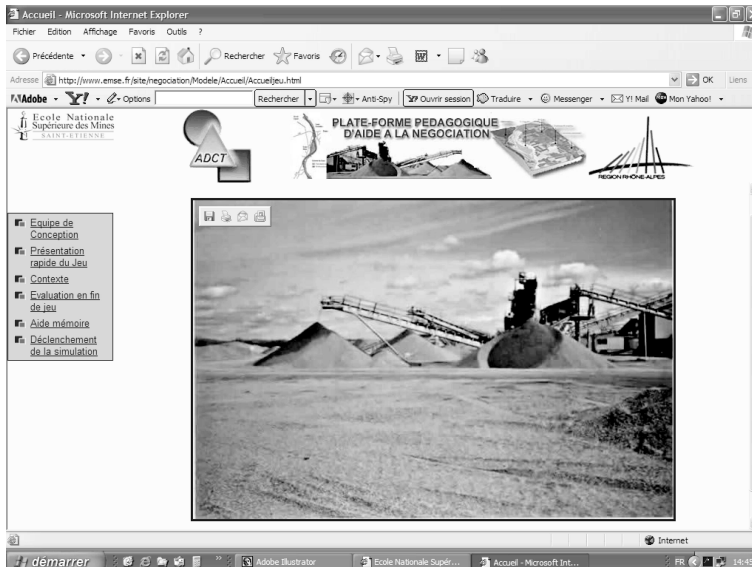 Accueil - Microsoft Internet Explorer
Fichier Edition Affichage Favoris Outils ?
Précédente Rechercher Favoris
Adresse http://www.emse.fr/site/negociation/Modele/Accueil/Accueiljeu.html OK Liens
Adobe Y! Options Rechercher Anti-Spy Y? Ouvrir session Traduire Messenger Y! Mail Mon Yahoo!
Ecole Nationale
Supérieure des Mines
SAINT-ETIENNE
ADCT
PLATE-FORME PEDAGOGIQUE
D'AIDE A LA NEGOCIATION
REGION RHÔNE-ALPES
Equipe de
Conception
Présentation
rapide du Jeu
Contexte
Evaluation en fin
de jeu
Aide mémoire
Déclenchement
de la simulation
Internet
démarrer Adobe Illustrator Ecole Nationale Supér... Accueil - Microsoft Int... FR 14:43